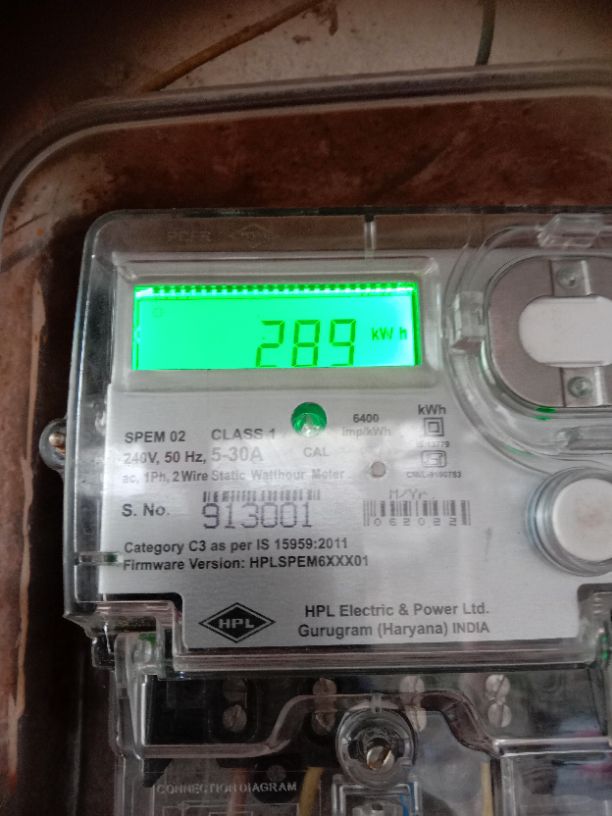 289 kWh
SPEM 02 CLASS 1
6400 imp/kWh
kWh
240V, 50 Hz, 5-30A
CAL
ac, 1Ph, 2 Wire Static Watthour Meter
S. No. 913001
M/Yr
062022
Category C3 as per IS 15959:2011
Firmware Version: HPLSPEM6XXX01
HPL
HPL Electric & Power Ltd.
Gurugram (Haryana) INDIA
CONNECTION DIAGRAM